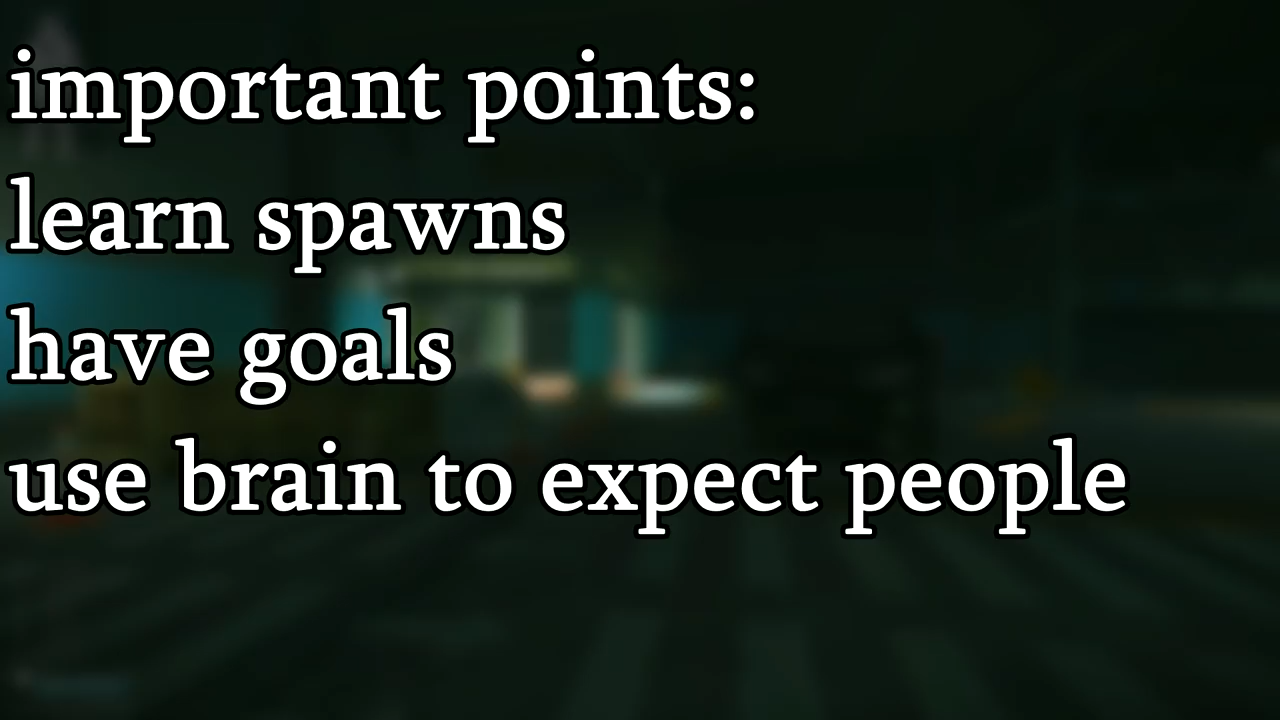 important points:
learn spawns
have goals
use brain to expect people